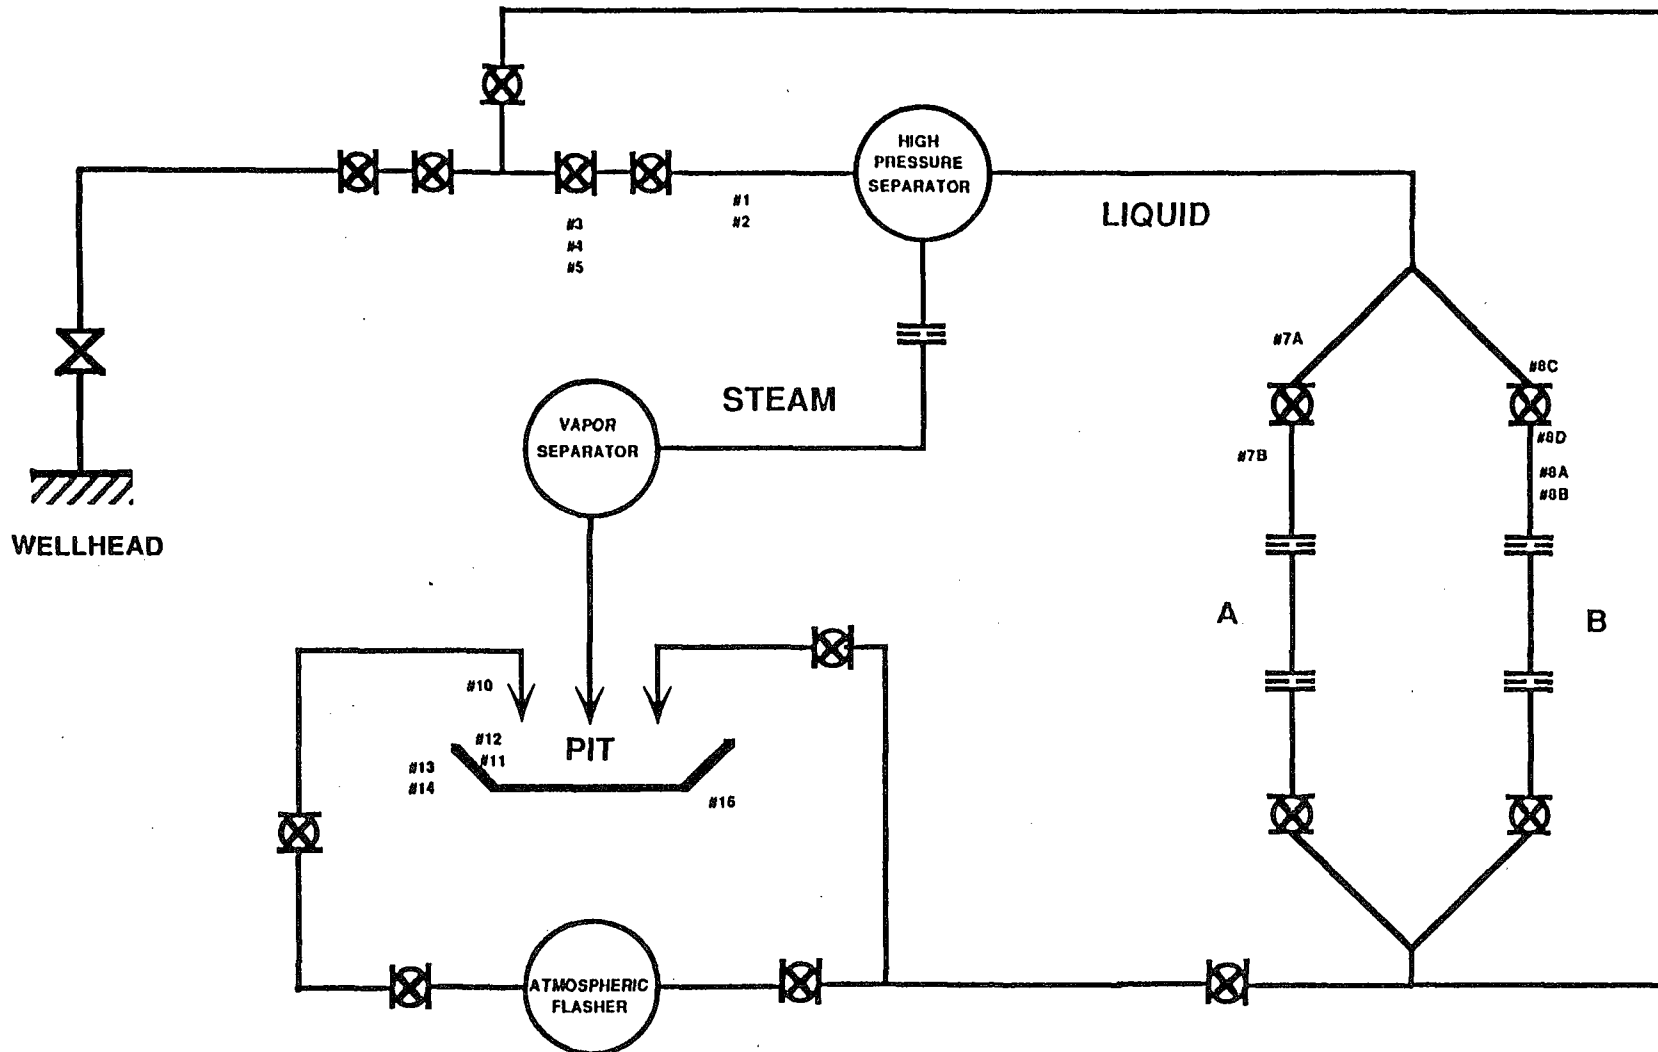 HIGH
PRESSURE
SEPARATOR
#1
#2
LIQUID
#3
#4
#5
#7A
#8C
STEAM
VAPOR
SEPARATOR
#8D
#7B
#8A
#8B
WELLHEAD
A
B
#10
PIT
#12
#11
#13
#14
#16
ATMOSPHERIC
FLASHER